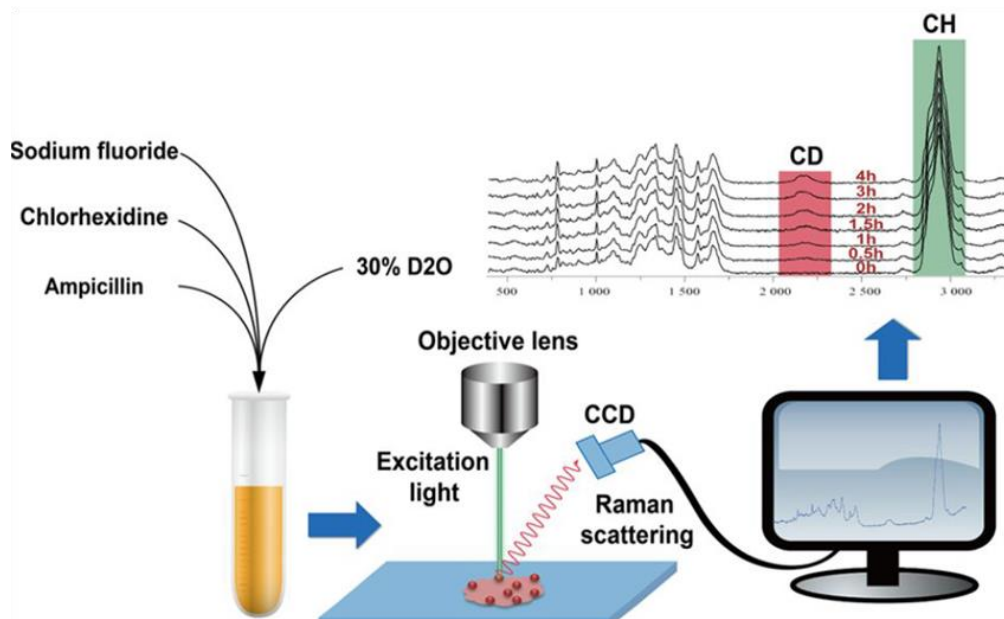 Sodium fluoride
Chlorhexidine
Ampicillin
30% D2O
CH
CD
4h
3h
2h
1.5h
1h
0.5h
0h
500
1 000
1 500
2 000
2 500
3 000
Objective lens
Excitation
light
CCD
Raman
scattering